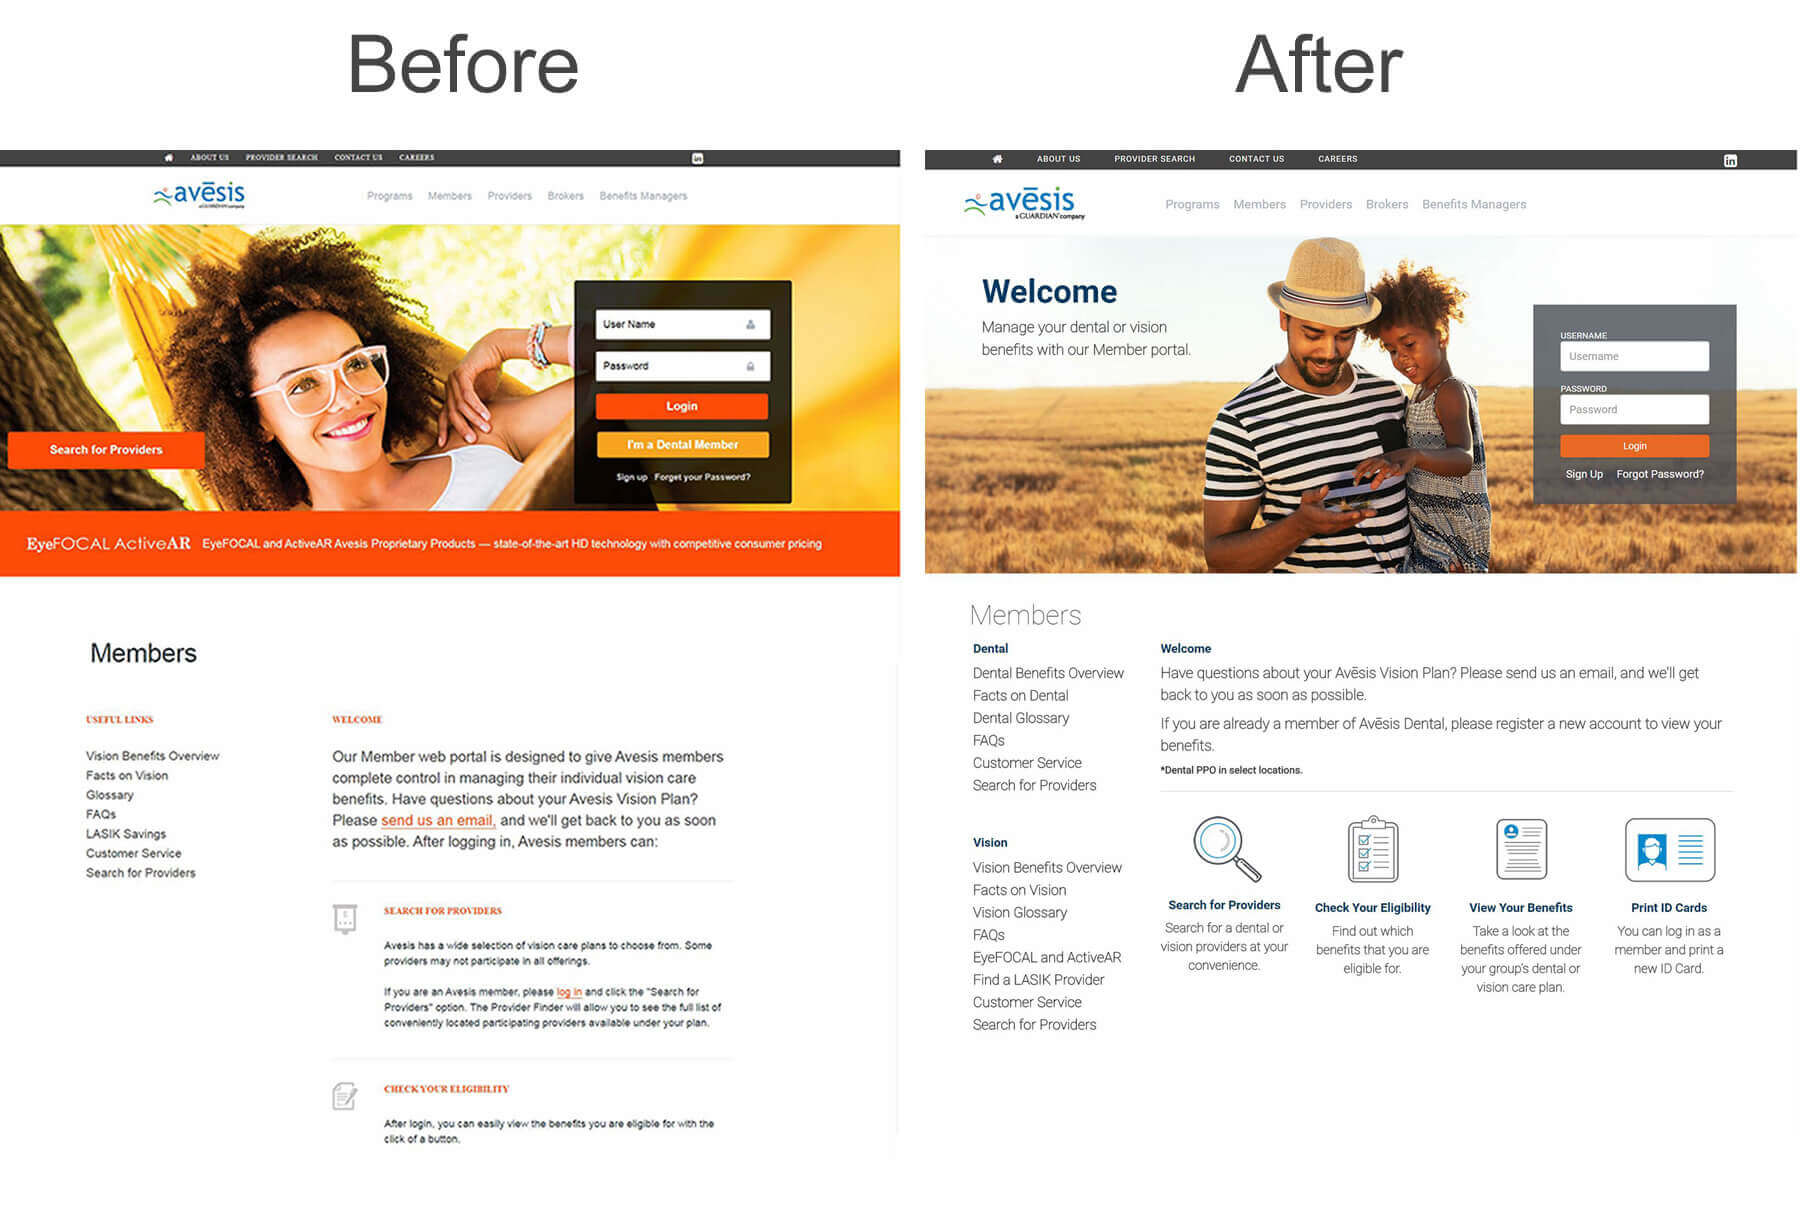 Before
ABOUT US PROVIDER SEARCH CONTACT US CAREERS
in
avēsis
a GUARDIAN company
Programs Members Providers Brokers Benefits Managers
User Name
Password
Login
I'm a Dental Member
Sign up Forget your Password?
Search for Providers
EyeFOCAL ActiveAR EyeFOCAL and ActiveAR Avesis Proprietary Products — state-of-the-art HD technology with competitive consumer pricing
Members
USEFUL LINKS
Vision Benefits Overview
Facts on Vision
Glossary
FAQs
LASIK Savings
Customer Service
Search for Providers
WELCOME
Our Member web portal is designed to give Avesis members
complete control in managing their individual vision care
benefits. Have questions about your Avesis Vision Plan?
Please send us an email, and we'll get back to you as soon
as possible. After logging in, Avesis members can:
SEARCH FOR PROVIDERS
Avesis has a wide selection of vision care plans to choose from. Some
providers may not participate in all offerings.
If you are an Avesis member, please log in and click the "Search for
Providers" option. The Provider Finder will allow you to see the full list of
conveniently located participating providers available under your plan.
CHECK YOUR ELIGIBILITY
After login, you can easily view the benefits you are eligible for with the
click of a button.
After
ABOUT US PROVIDER SEARCH CONTACT US CAREERS
in
avēsis
a GUARDIAN company
Programs Members Providers Brokers Benefits Managers
Welcome
Manage your dental or vision
benefits with our Member portal.
USERNAME
Username
PASSWORD
Password
Login
Sign Up Forgot Password?
Members
Dental
Dental Benefits Overview
Facts on Dental
Dental Glossary
FAQs
Customer Service
Search for Providers
Vision
Vision Benefits Overview
Facts on Vision
Vision Glossary
FAQs
EyeFOCAL and ActiveAR
Find a LASIK Provider
Customer Service
Search for Providers
Welcome
Have questions about your Avēsis Vision Plan? Please send us an email, and we'll get
back to you as soon as possible.
If you are already a member of Avēsis Dental, please register a new account to view your
benefits.
*Dental PPO in select locations.
Search for Providers
Search for a dental or
vision providers at your
convenience.
Check Your Eligibility
Find out which
benefits that you are
eligible for.
View Your Benefits
Take a look at the
benefits offered under
your group's dental or
vision care plan.
Print ID Cards
You can log in as a
member and print a
new ID Card.